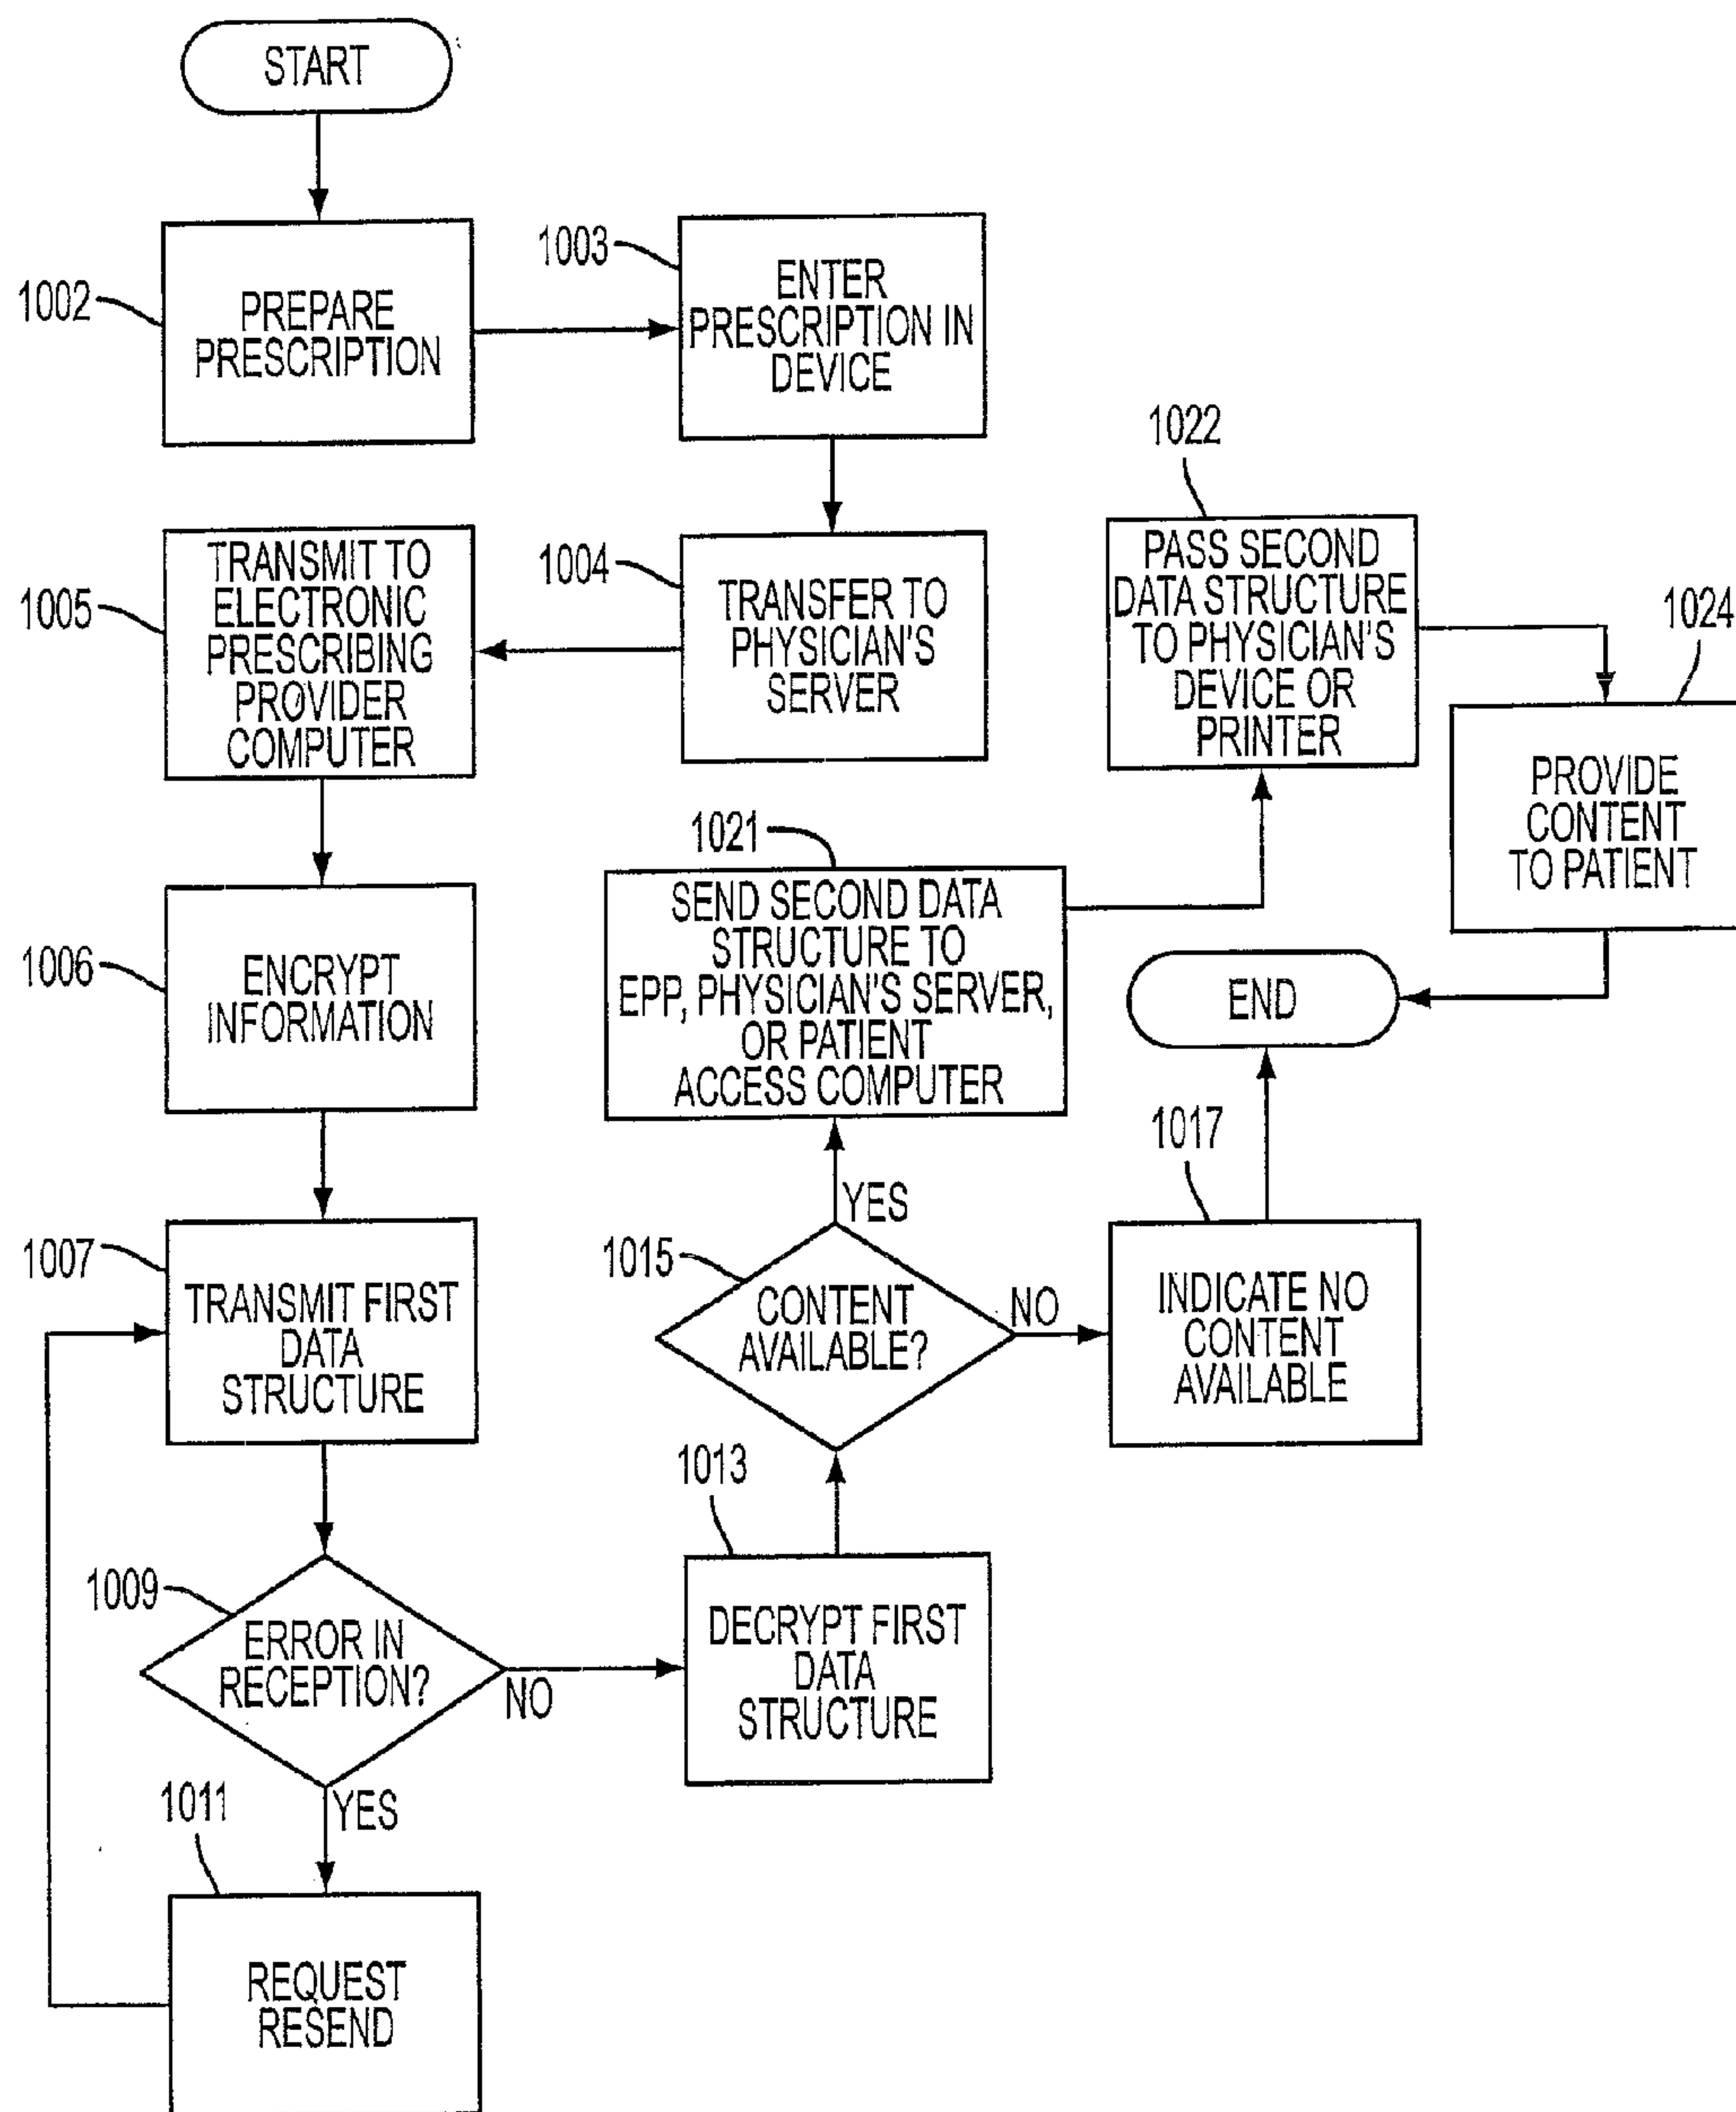 START
1002
PREPARE
PRESCRIPTION
1003
ENTER
PRESCRIPTION IN
DEVICE
1004
TRANSFER TO
PHYSICIAN'S
SERVER
1005
TRANSMIT TO
ELECTRONIC
PRESCRIBING
PROVIDER
COMPUTER
1006
ENCRYPT
INFORMATION
1007
TRANSMIT FIRST
DATA
STRUCTURE
1009
ERROR IN
RECEPTION?
YES
NO
1011
REQUEST
RESEND
1013
DECRYPT FIRST
DATA
STRUCTURE
1015
CONTENT
AVAILABLE?
YES
NO
1017
INDICATE NO
CONTENT
AVAILABLE
1021
SEND SECOND DATA
STRUCTURE TO
EPP, PHYSICIAN'S SERVER,
OR PATIENT
ACCESS COMPUTER
1022
PASS SECOND
DATA STRUCTURE
TO PHYSICIAN'S
DEVICE OR
PRINTER
1024
PROVIDE
CONTENT
TO PATIENT
END